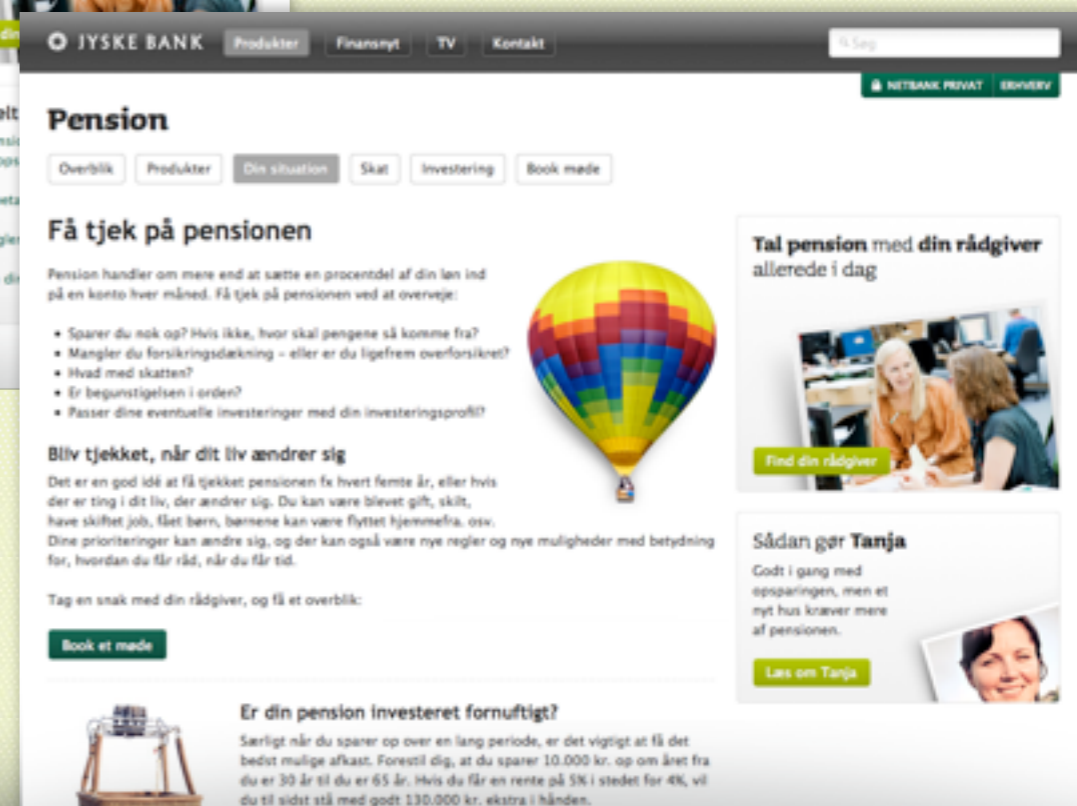 JYSKE BANK
Produkter
Finansnyt
TV
Kontakt
Søg
NETBANK PRIVAT
ERHVERV
Pension
Overblik
Produkter
Din situation
Skat
Investering
Book møde
Få tjek på pensionen
Pension handler om mere end at sætte en procentdel af din løn ind
på en konto hver måned. Få tjek på pensionen ved at overveje:
• Sparer du nok op? Hvis ikke, hvor skal pengene så komme fra?
• Mangler du forsikringsdækning – eller er du ligefrem overforsikret?
• Hvad med skatten?
• Er begunstigelsen i orden?
• Passer dine eventuelle investeringer med din investeringsprofil?
Bliv tjekket, når dit liv ændrer sig
Det er en god idé at få tjekket pensionen fx hvert femte år, eller hvis
der er ting i dit liv, der ændrer sig. Du kan være blevet gift, skilt,
have skiftet job, fået børn, børnene kan være flyttet hjemmefra, osv.
Dine prioriteringer kan ændre sig, og der kan også være nye regler og nye muligheder med betydning
for, hvordan du får råd, når du får tid.
Tag en snak med din rådgiver, og få et overblik:
Book et møde
Er din pension investeret fornuftigt?
Særligt når du sparer op over en lang periode, er det vigtigt at få det
bedst mulige afkast. Forestil dig, at du sparer 10.000 kr. op om året fra
du er 30 år til du er 65 år. Hvis du får en rente på 5% i stedet for 4%, vil
du til sidst stå med godt 130.000 kr. ekstra i hånden.
Tal pension med din rådgiver
allerede i dag
Find din rådgiver
Sådan gør Tanja
Godt i gang med
opsparingen, men et
nyt hus kræver mere
af pensionen.
Læs om Tanja